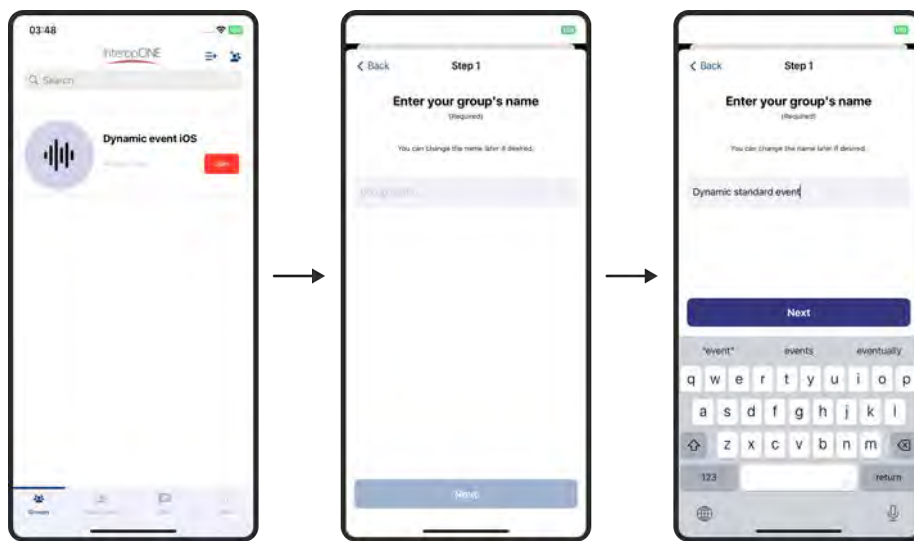 03:48
InteropONE
Search
Dynamic event iOS
Join
Groups
Back
Step 1
Enter your group's name
(Required)
You can change the name later if desired.
Next
Back
Step 1
Enter your group's name
(Required)
You can change the name later if desired.
Dynamic standard event
Next
"event" events eventually
q w e r t y u i o p
a s d f g h j k l
z x c v b n m
123 return